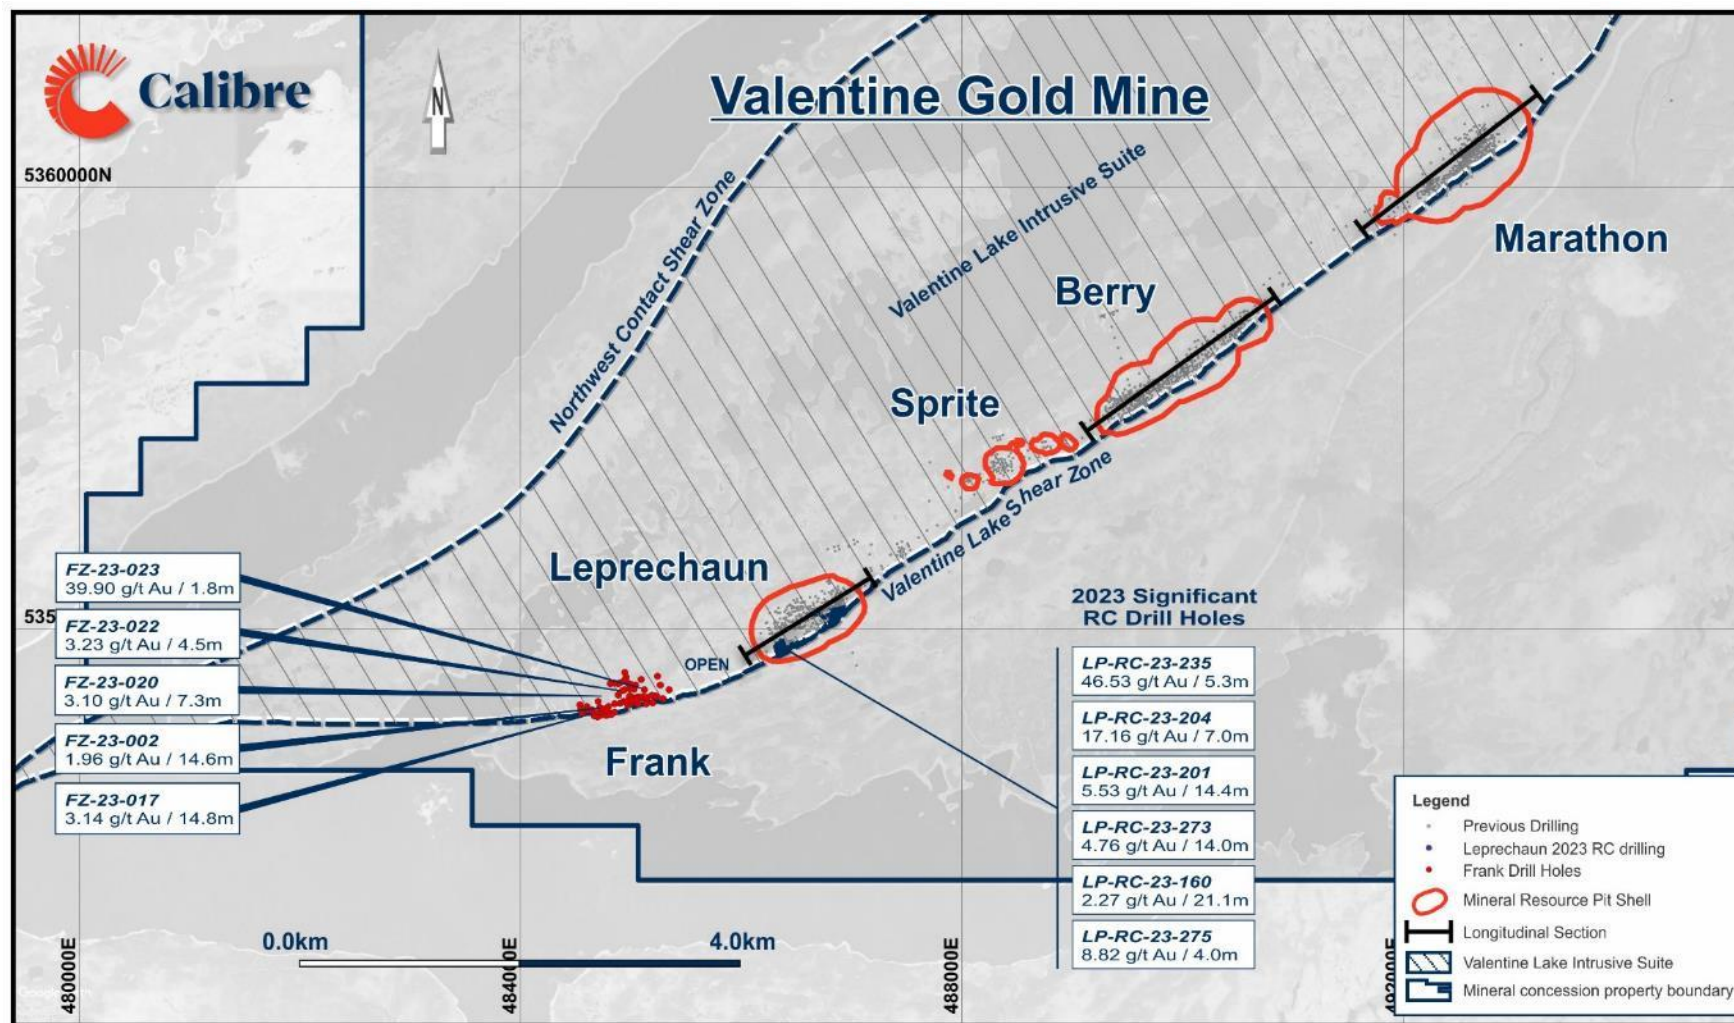 Calibre
N
Valentine Gold Mine
5360000N
Northwest Contact Shear Zone
Valentine Lake Intrusive Suite
Marathon
Berry
Sprite
Valentine Lake Shear Zone
Leprechaun
OPEN
Frank
535
FZ-23-023
39.90 g/t Au / 1.8m
FZ-23-022
3.23 g/t Au / 4.5m
FZ-23-020
3.10 g/t Au / 7.3m
FZ-23-002
1.96 g/t Au / 14.6m
FZ-23-017
3.14 g/t Au / 14.8m
2023 Significant
RC Drill Holes
LP-RC-23-235
46.53 g/t Au / 5.3m
LP-RC-23-204
17.16 g/t Au / 7.0m
LP-RC-23-201
5.53 g/t Au / 14.4m
LP-RC-23-273
4.76 g/t Au / 14.0m
LP-RC-23-160
2.27 g/t Au / 21.1m
LP-RC-23-275
8.82 g/t Au / 4.0m
Legend
Previous Drilling
Leprechaun 2023 RC drilling
Frank Drill Holes
Mineral Resource Pit Shell
Longitudinal Section
Valentine Lake Intrusive Suite
Mineral concession property boundary
0.0km
4.0km
480000E
484000E
488000E
492000E